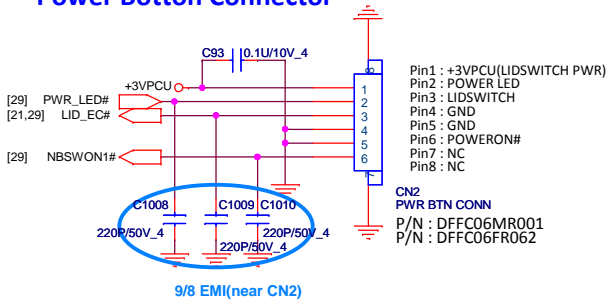 Power Botton Connector
C93
0.1U/10V_4
+3VPCU
[29] PWR_LED#
[21,29] LID_EC#
[29] NBSWON1#
8
1
2
3
4
5
6
7
Pin1 : +3VPCU(LIDSWITCH PWR)
Pin2 : POWER LED
Pin3 : LIDSWITCH
Pin4 : GND
Pin5 : GND
Pin6 : POWERON#
Pin7 : NC
Pin8 : NC
CN2
PWR BTN CONN
P/N : DFFC06MR001
P/N : DFFC06FR062
C1008
C1009
C1010
220P/50V_4
220P/50V_4
220P/50V_4
9/8 EMI(near CN2)